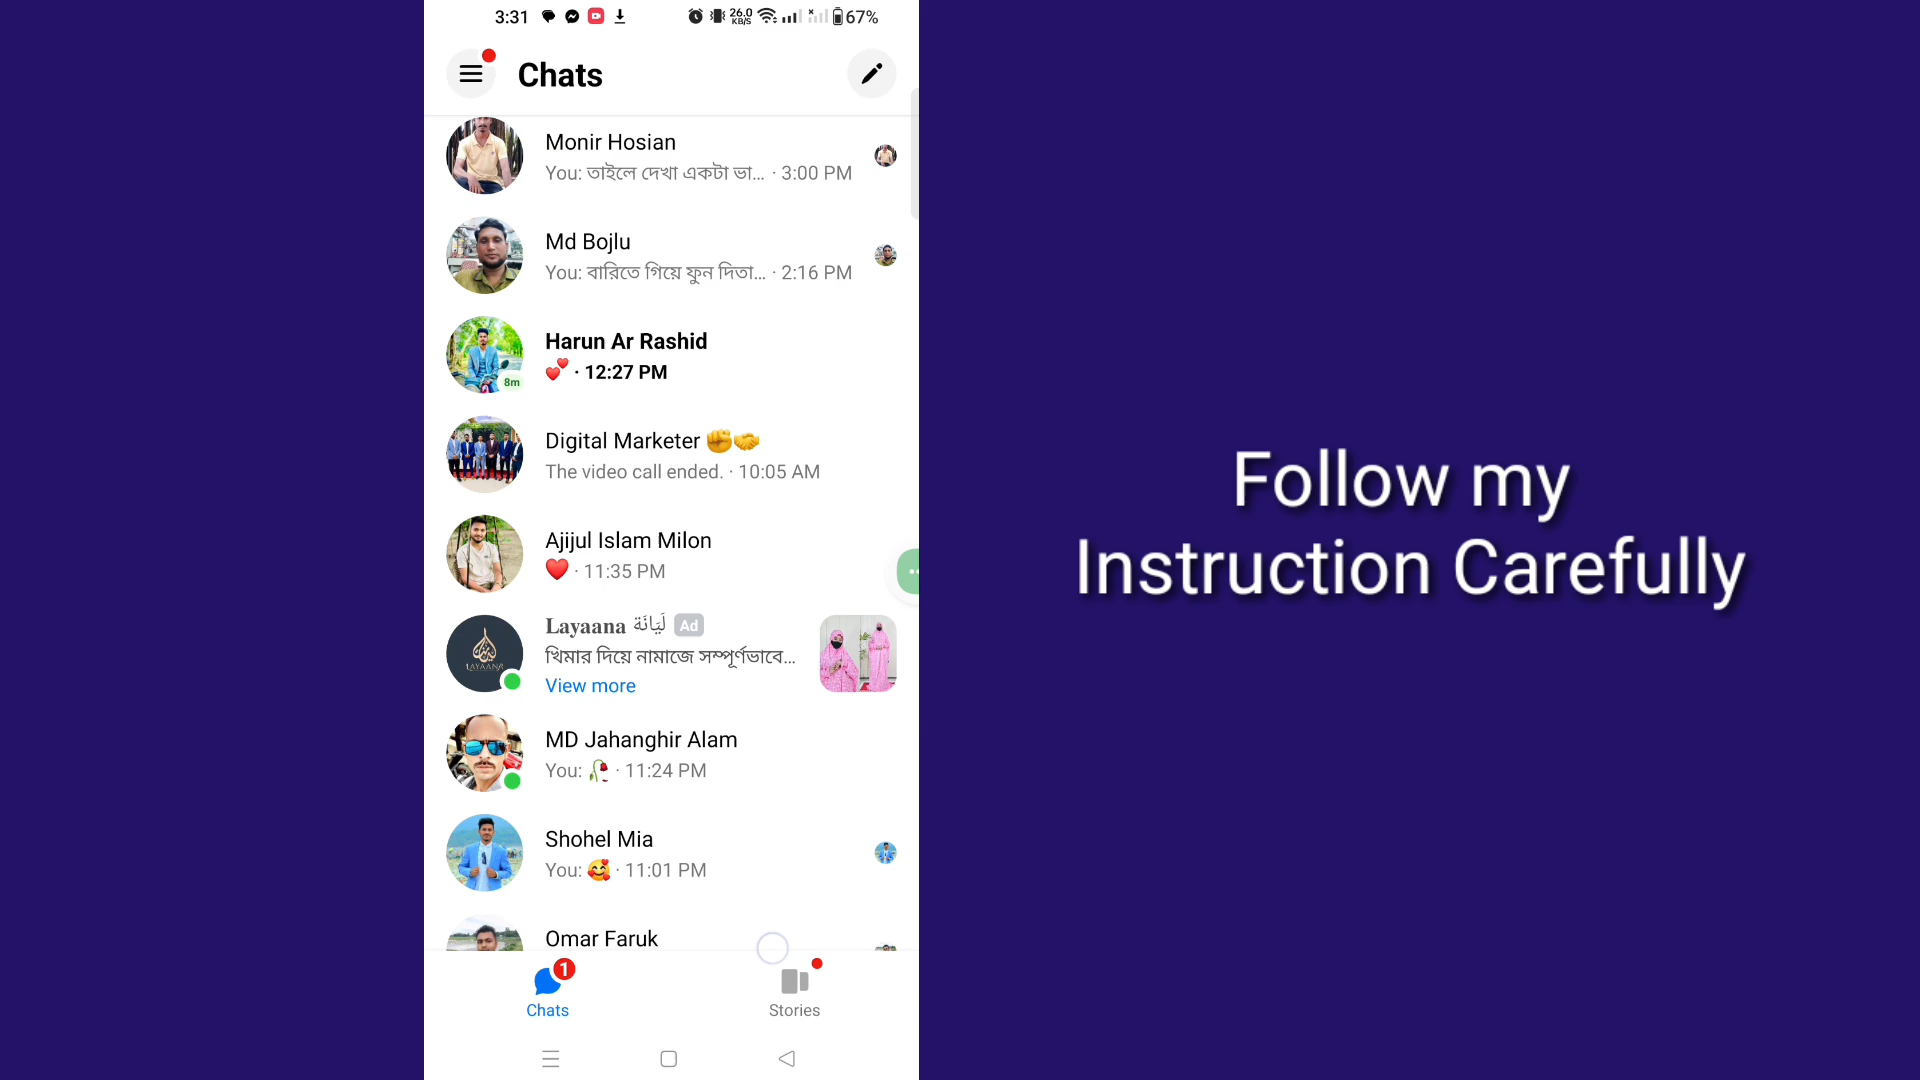 3:31
26.0
KB/S
67%
Chats
Monir Hosian
You: তাইলে দেখা একটা ভা... · 3:00 PM
Md Bojlu
You: বারিতে গিয়ে ফুন দিতা... · 2:16 PM
Harun Ar Rashid
💕 · 12:27 PM
8m
Digital Marketer ✊🤝
The video call ended. · 10:05 AM
Ajijul Islam Milon
❤️ · 11:35 PM
Layaana لَيَانَة Ad
খিমার দিয়ে নামাজে সম্পূর্ণভাবে...
LAYAANA
View more
MD Jahanghir Alam
You: 🥀 · 11:24 PM
Shohel Mia
You: 🥰 · 11:01 PM
Omar Faruk
1
Chats
Stories
Follow my
Instruction Carefully